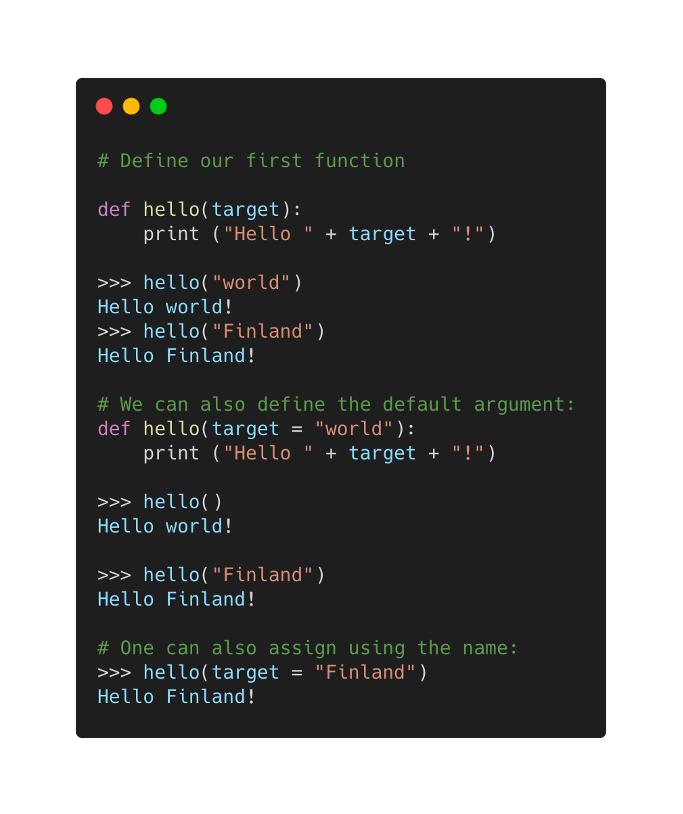 # Define our first function
def hello(target):
    print ("Hello " + target + "!")
>>> hello("world")
Hello world!
>>> hello("Finland")
Hello Finland!
# We can also define the default argument:
def hello(target = "world"):
    print ("Hello " + target + "!")
>>> hello()
Hello world!
>>> hello("Finland")
Hello Finland!
# One can also assign using the name:
>>> hello(target = "Finland")
Hello Finland!